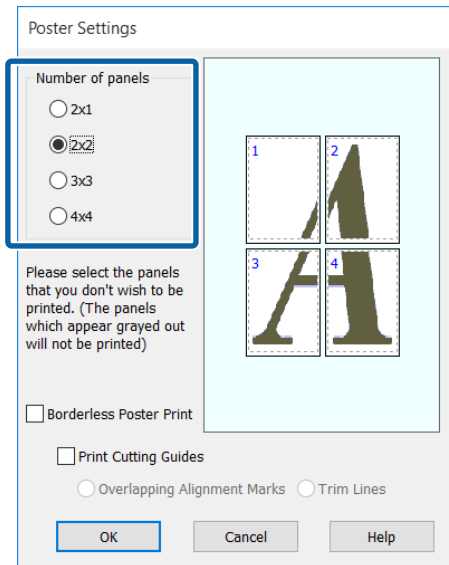 Poster Settings
Number of panels
2x1
2x2
3x3
4x4
1 2
3 4
Please select the panels
that you don't wish to be
printed. (The panels
which appear grayed out
will not be printed)
Borderless Poster Print
Print Cutting Guides
Overlapping Alignment Marks Trim Lines
OK Cancel Help